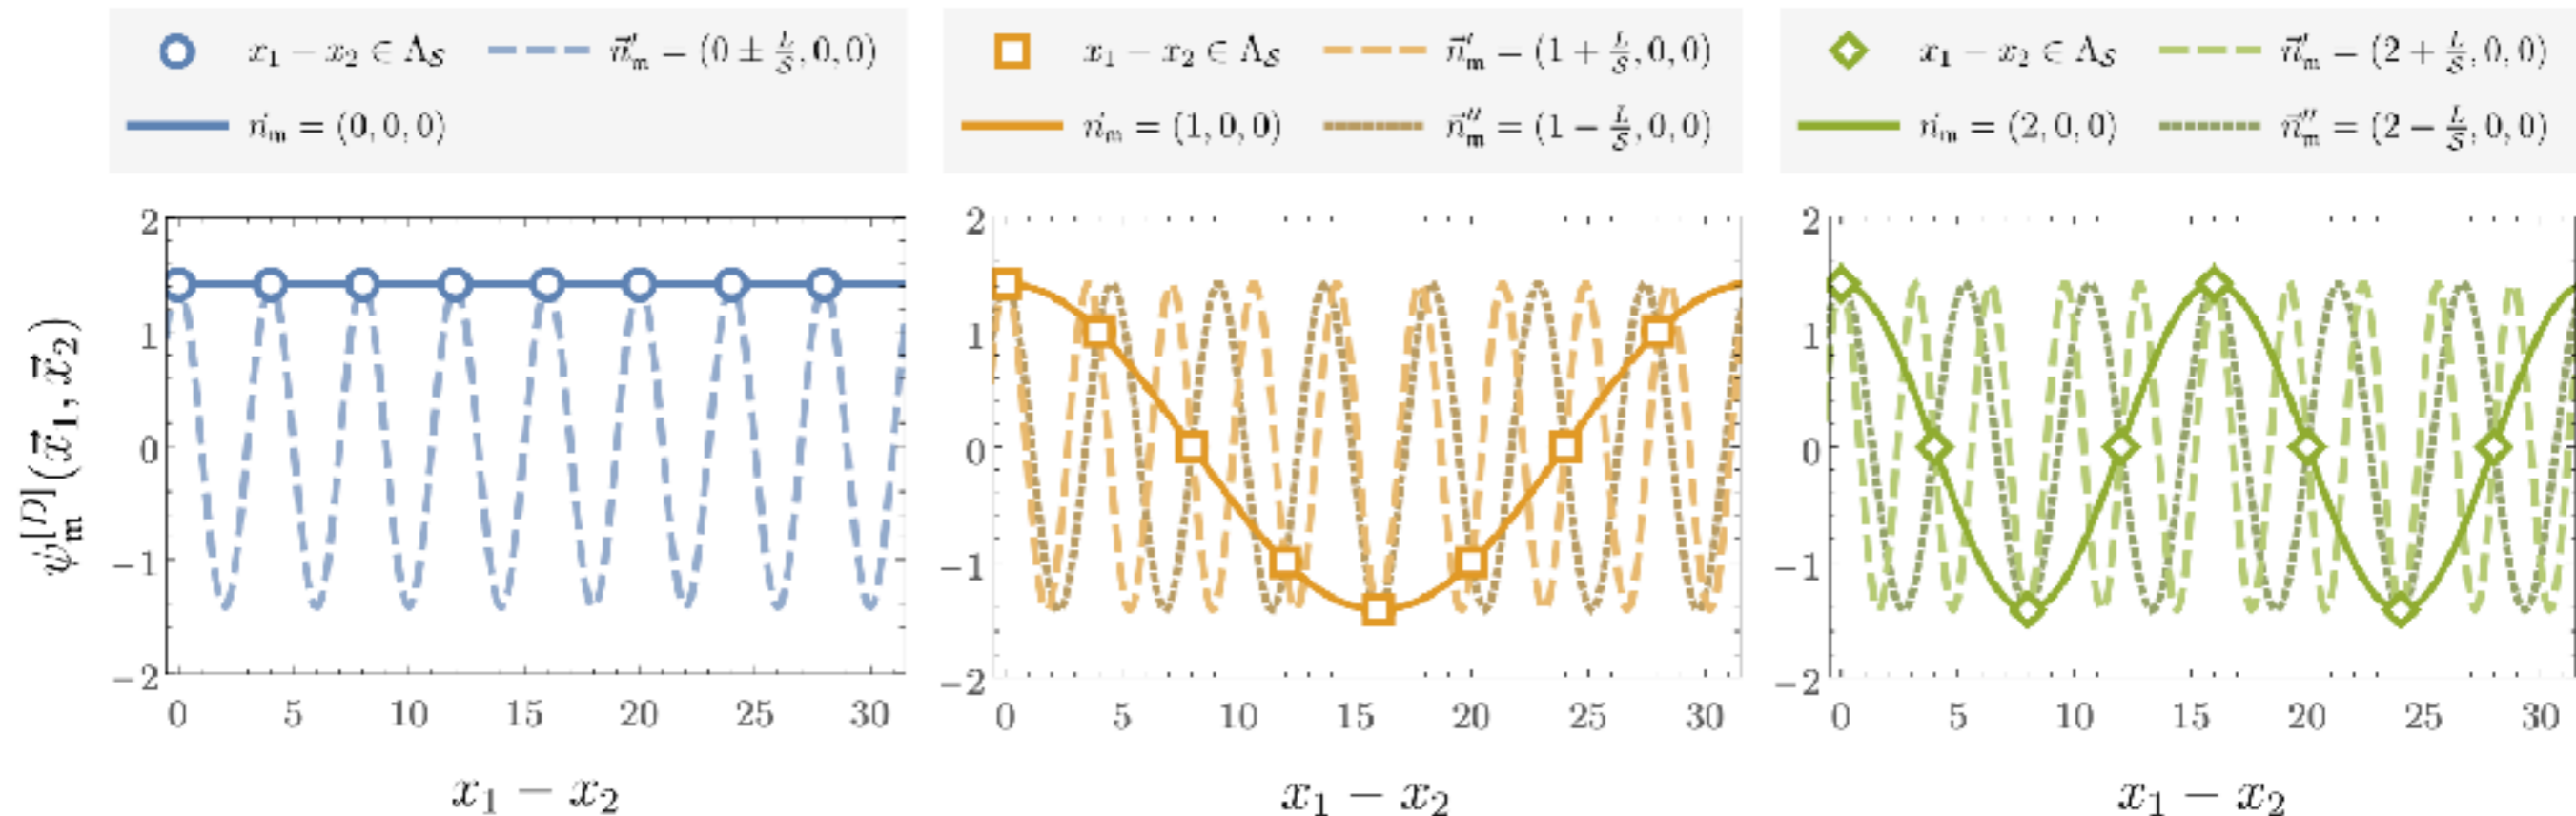 x₁ − x₂ ∈ Λ_𝒮   n⃗′_𝔪 = (0 ± L/𝒮, 0, 0)
n⃗_𝔪 = (0, 0, 0)
x₁ − x₂ ∈ Λ_𝒮   n⃗′_𝔪 = (1 + L/𝒮, 0, 0)
n⃗_𝔪 = (1, 0, 0)   n⃗″_𝔪 = (1 − L/𝒮, 0, 0)
x₁ − x₂ ∈ Λ_𝒮   n⃗′_𝔪 = (2 + L/𝒮, 0, 0)
n⃗_𝔪 = (2, 0, 0)   n⃗″_𝔪 = (2 − L/𝒮, 0, 0)
ψ_𝔪^[D](x⃗₁, x⃗₂)
2
1
0
−1
−2
0 5 10 15 20 25 30
x₁ − x₂
2
1
0
−1
−2
0 5 10 15 20 25 30
x₁ − x₂
2
1
0
−1
−2
0 5 10 15 20 25 30
x₁ − x₂